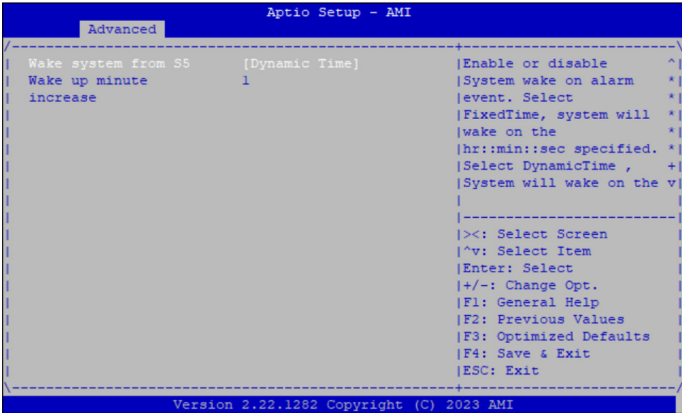 Aptio Setup - AMI
Advanced
Wake system from S5 [Dynamic Time]
Wake up minute 1
increase
Enable or disable ^
System wake on alarm *
event. Select *
FixedTime, system will *
wake on the *
hr::min::sec specified. *
Select DynamicTime , +
System will wake on the v
><: Select Screen
^v: Select Item
Enter: Select
+/-: Change Opt.
F1: General Help
F2: Previous Values
F3: Optimized Defaults
F4: Save & Exit
ESC: Exit
Version 2.22.1282 Copyright (C) 2023 AMI